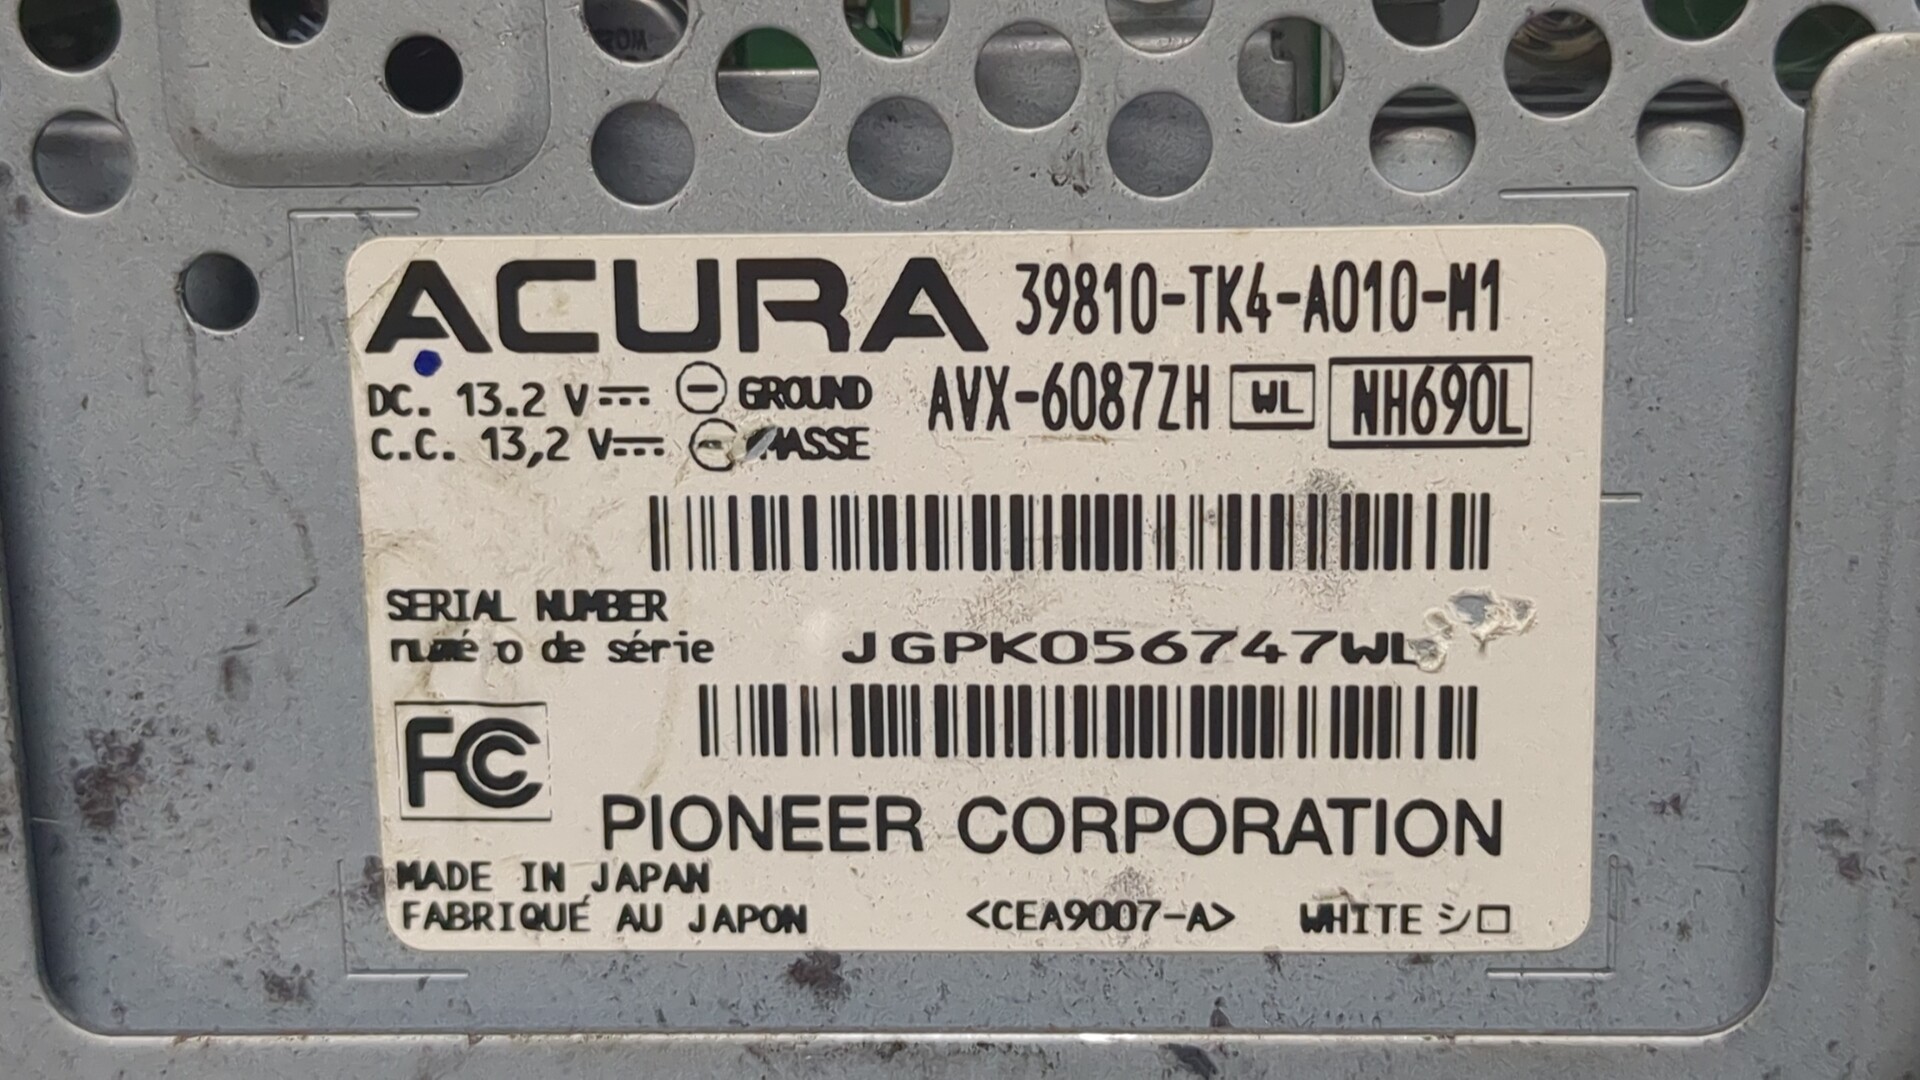 ACURA 39810-TK4-A010-M1
DC. 13.2 V GROUND AVX-6087ZH WL NH690L
C.C. 13,2 V MASSE
SERIAL NUMBER
numéro de série JGPK056747WL
FC
PIONEER CORPORATION
MADE IN JAPAN
FABRIQUÉ AU JAPON <CEA9007-A> WHITE シロ